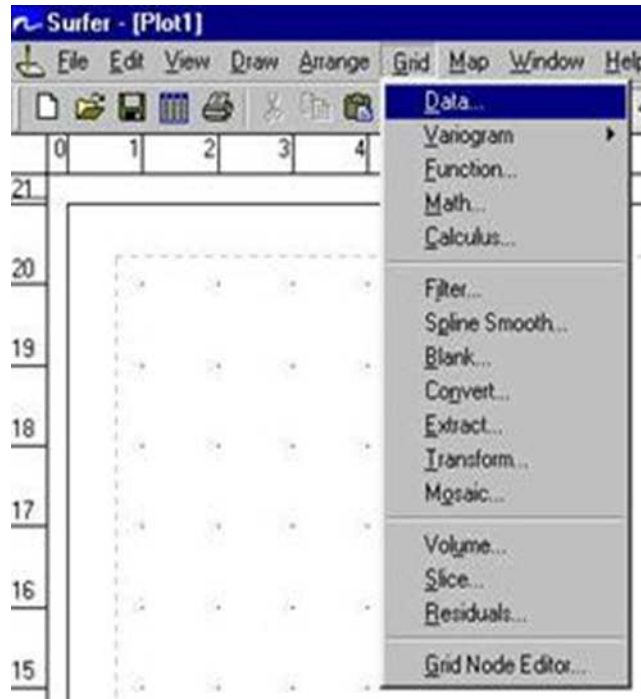 Surfer - [Plot1]
File Edit View Draw Arrange Grid Map Window Help
0 1 2 3 4
21
20
19
18
17
16
15
Data...
Variogram
Function...
Math...
Calculus...
Filter...
Spline Smooth...
Blank...
Convert...
Extract...
Transform...
Mosaic...
Volume...
Slice...
Residuals...
Grid Node Editor...